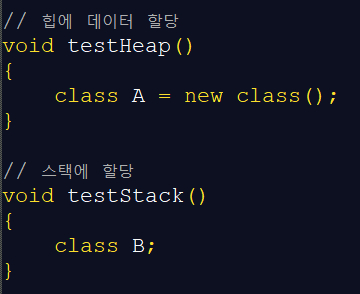 // 힙에 데이터 할당
void testHeap()
{
    class A = new class();
}

// 스택에 할당
void testStack()
{
    class B;
}